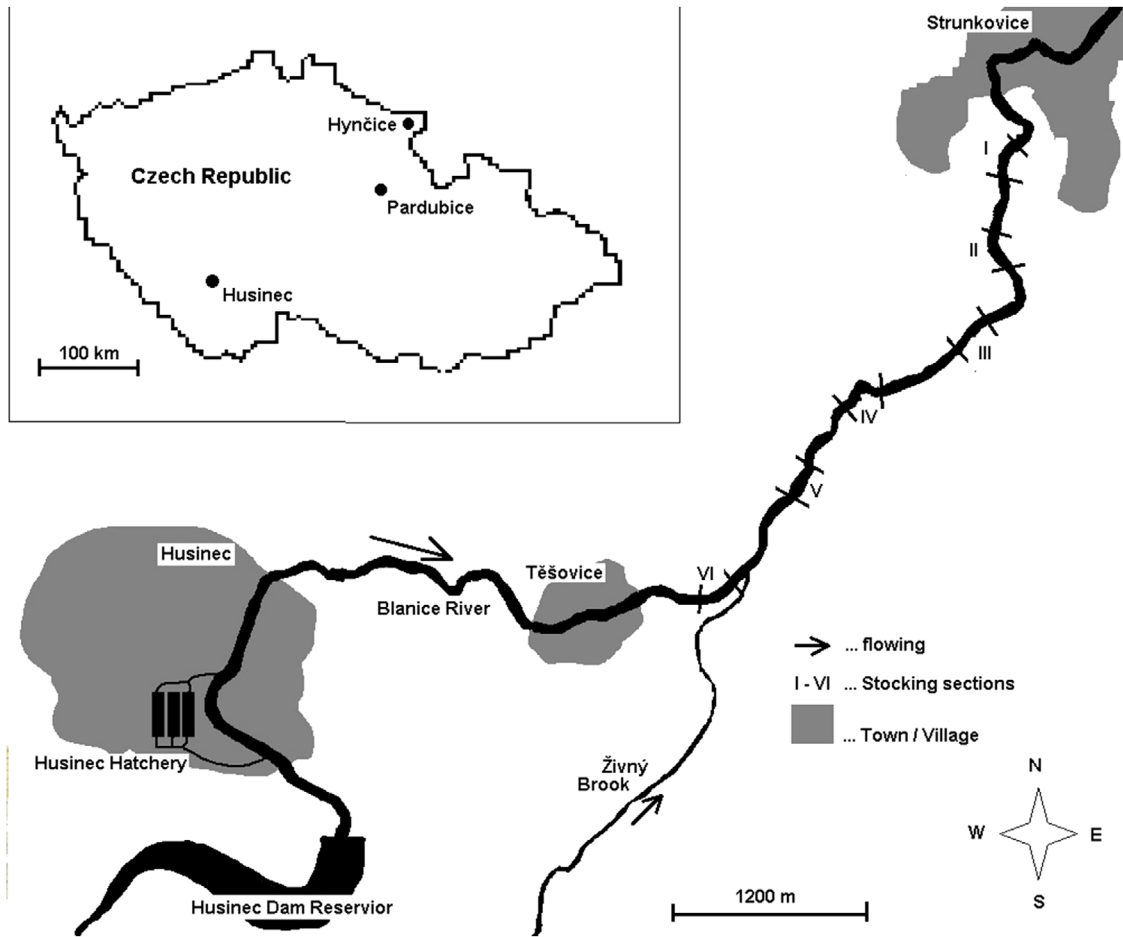 Strunkovice
Hynčice
Czech Republic
Pardubice
Husinec
100 km
I
II
III
IV
V
VI
Husinec
Těšovice
Blanice River
Husinec Hatchery
Živný
Brook
Husinec Dam Reservior
... flowing
I - VI ... Stocking sections
... Town / Village
N
W E
S
1200 m